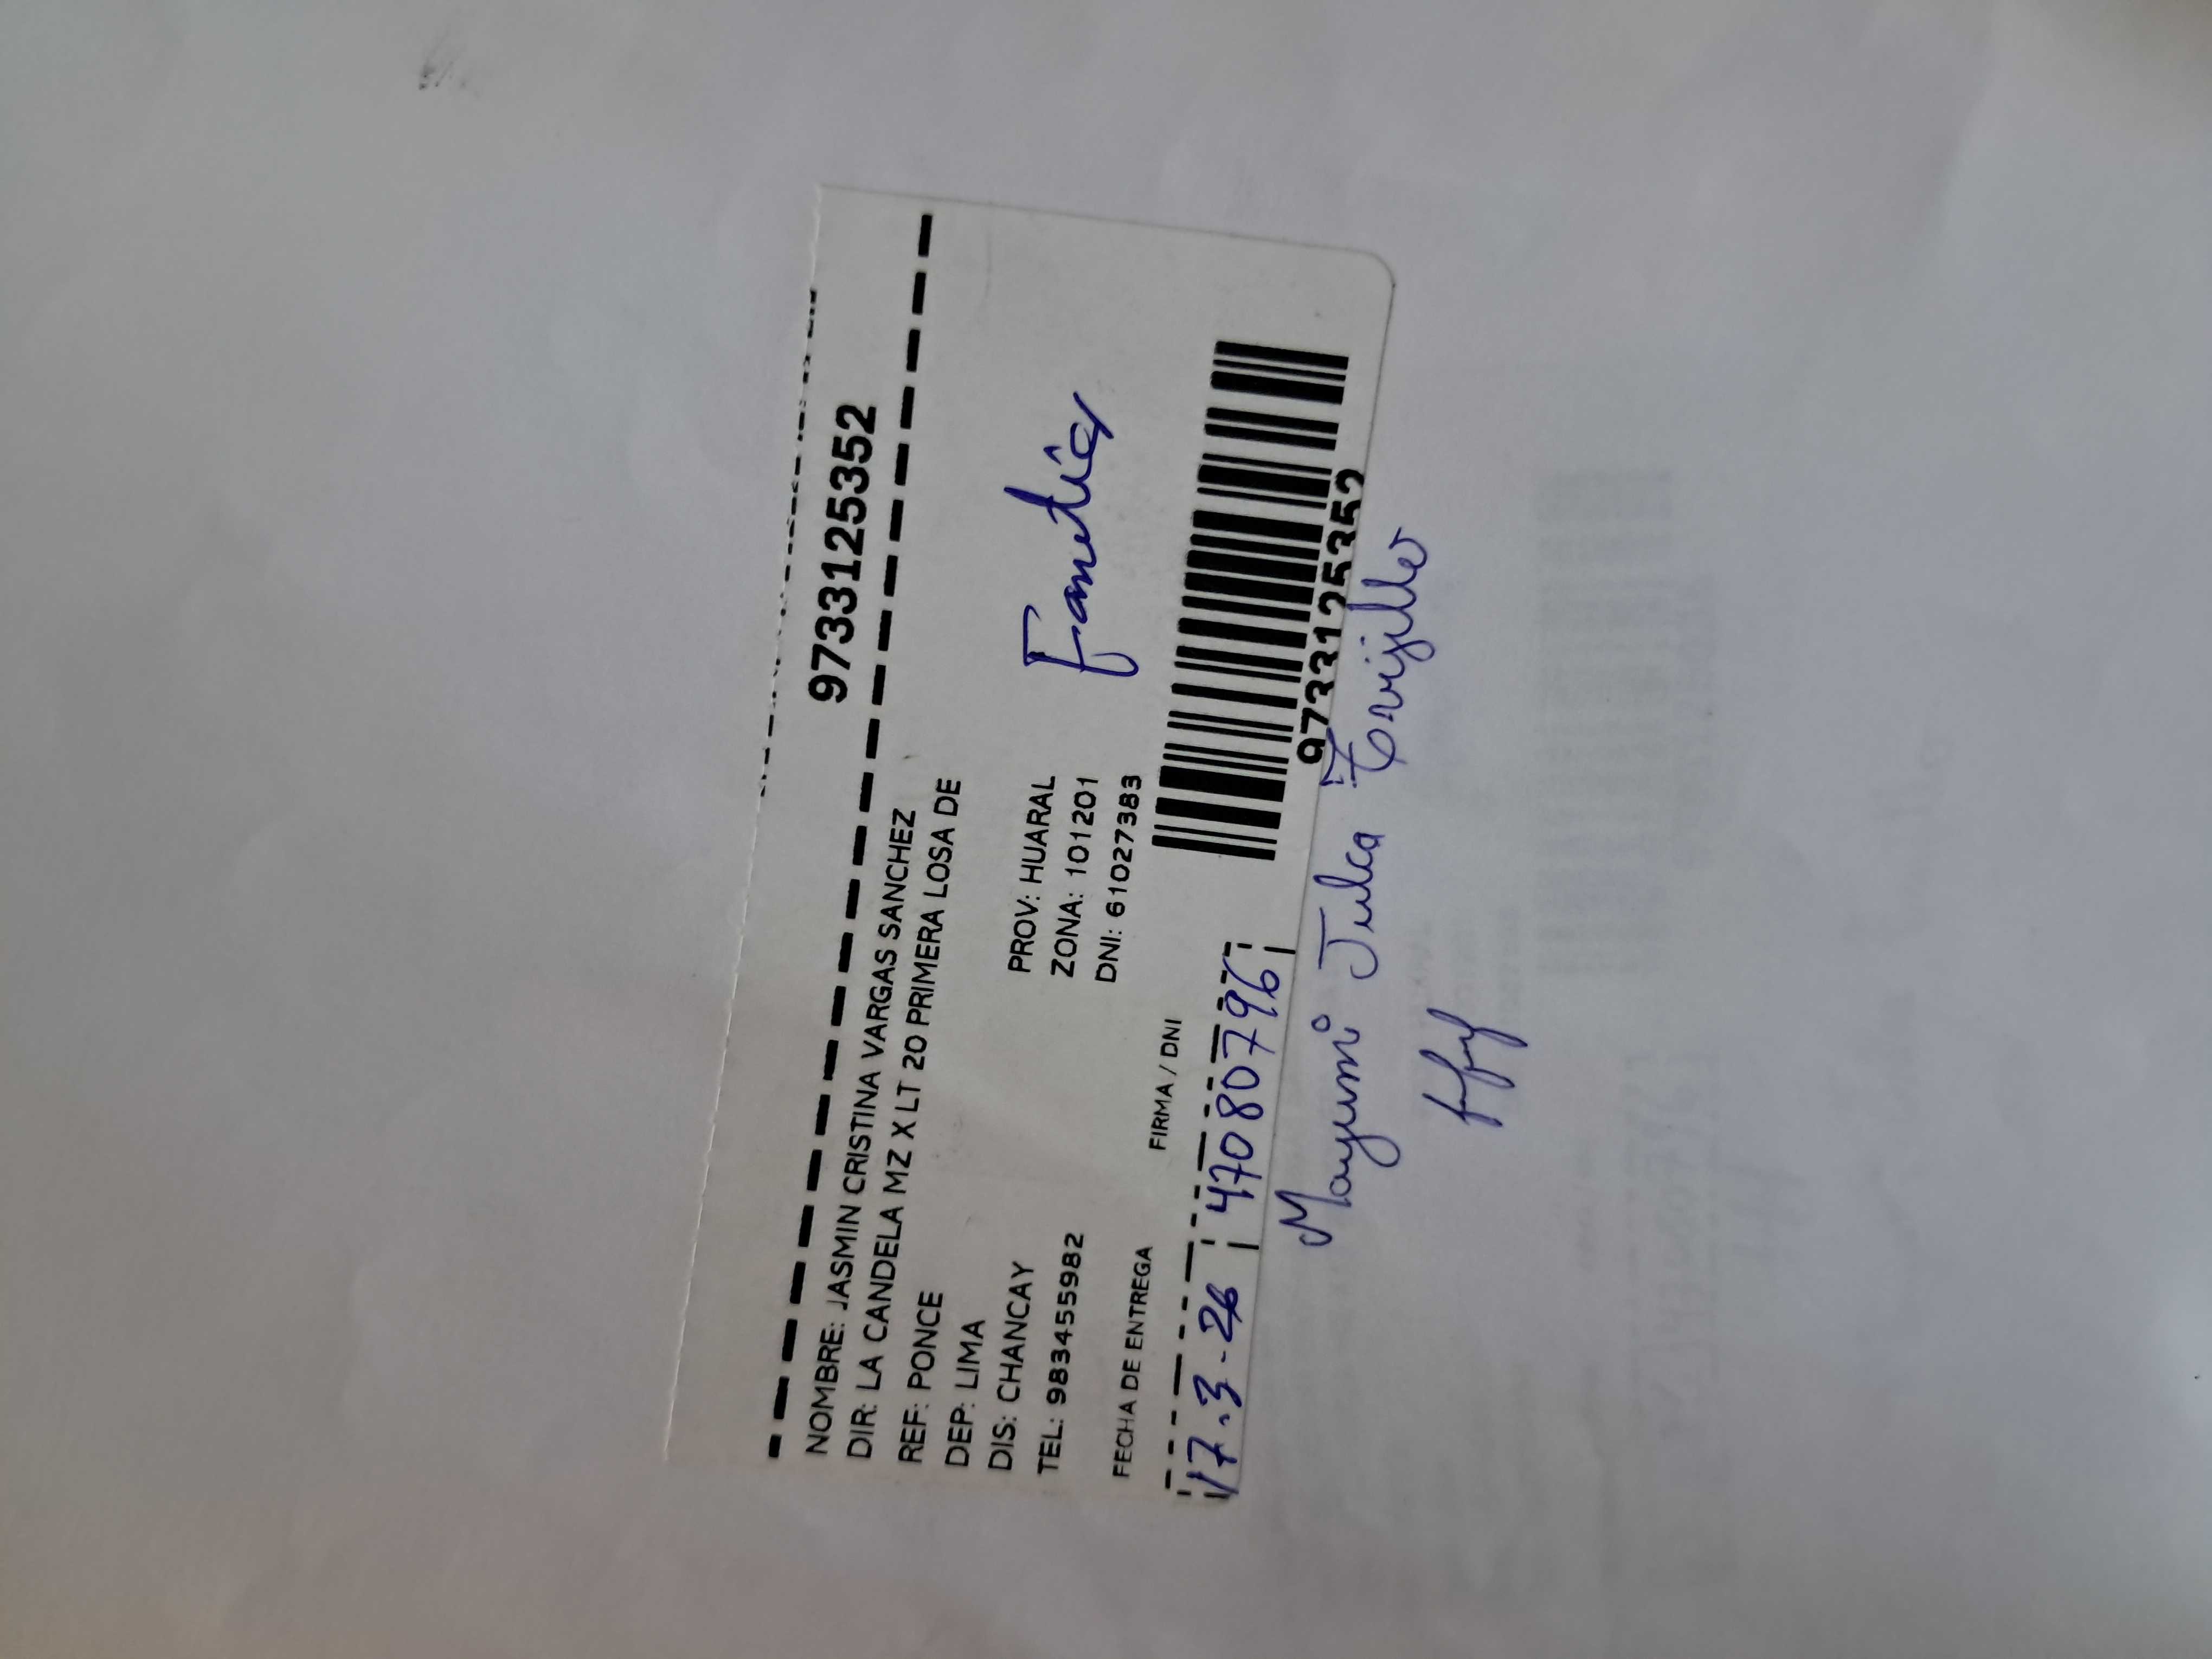 9733125352
NOMBRE: JASMIN CRISTINA VARGAS SANCHEZ
DIR: LA CANDELA MZ X LT 20 PRIMERA LOSA DE
REF: PONCE
DEP: LIMA
PROV: HUARAL
DIS: CHANCAY
ZONA: 101201
TEL: 983455982
DNI: 61027383
FECHA DE ENTREGA
FIRMA / DNI
17-3-26
47080796
9733125352
Mayumi Julca Trujillo